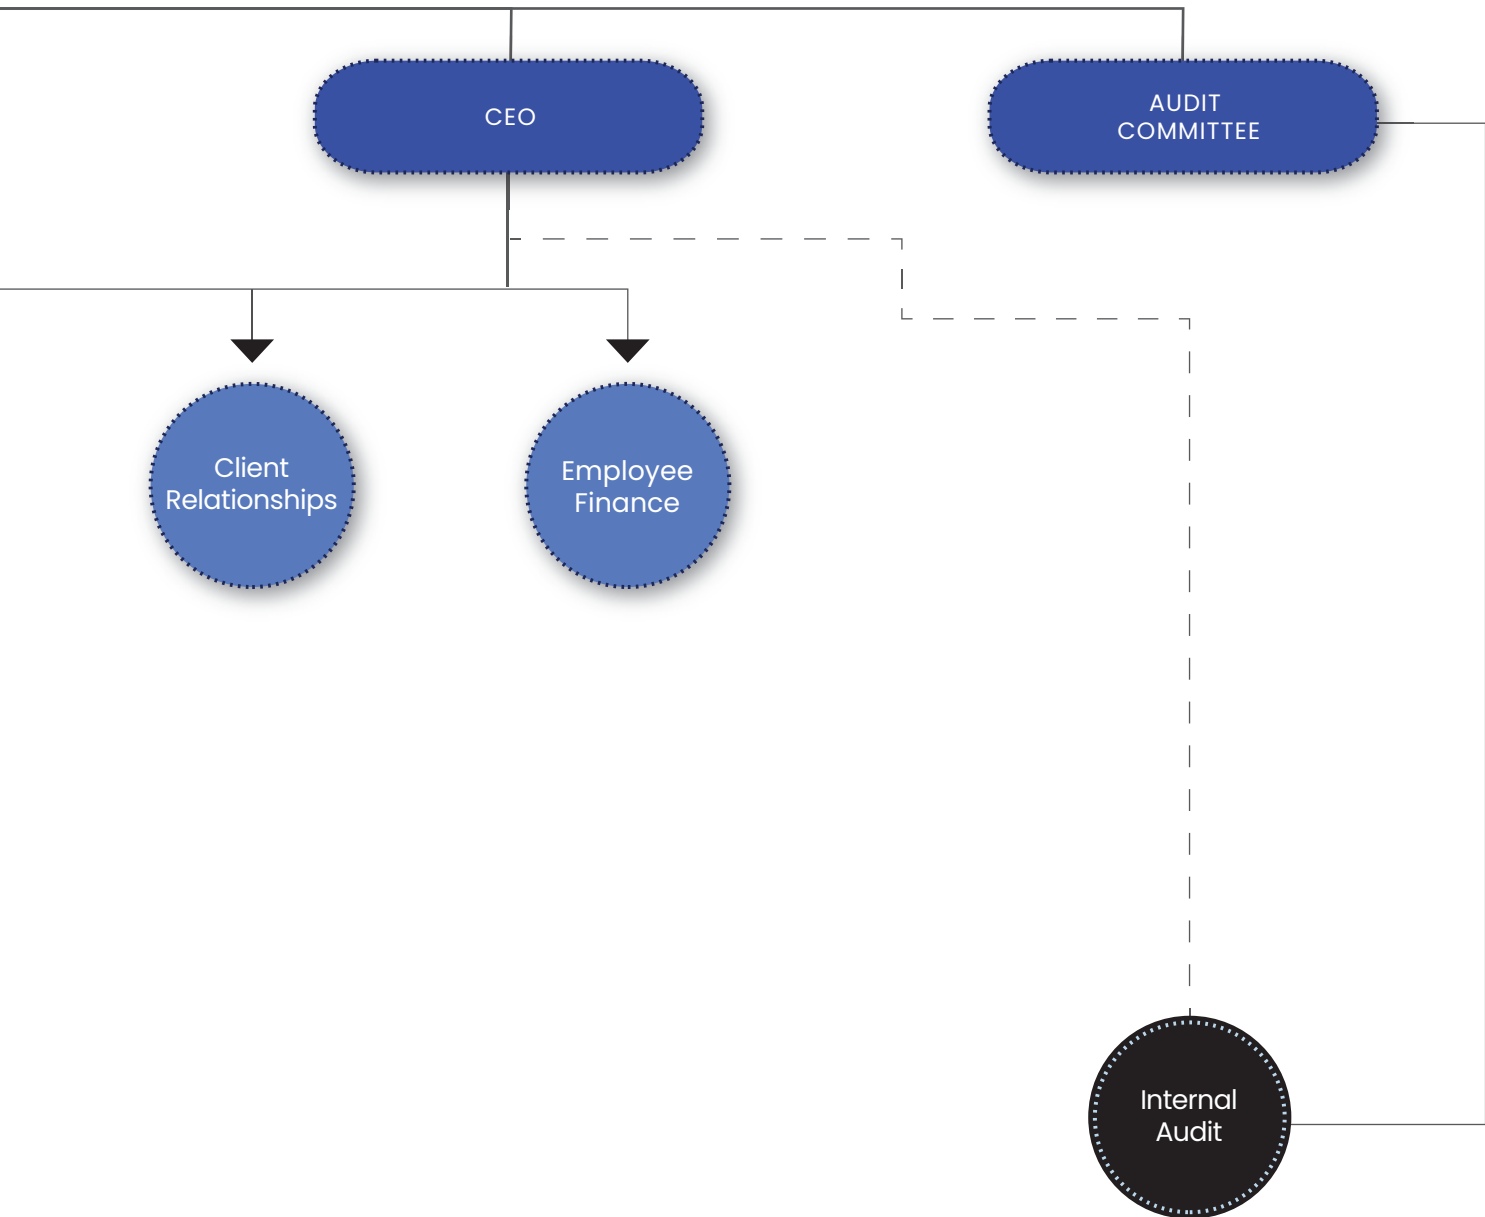 CEO
AUDIT
COMMITTEE
Client
Relationships
Employee
Finance
Internal
Audit